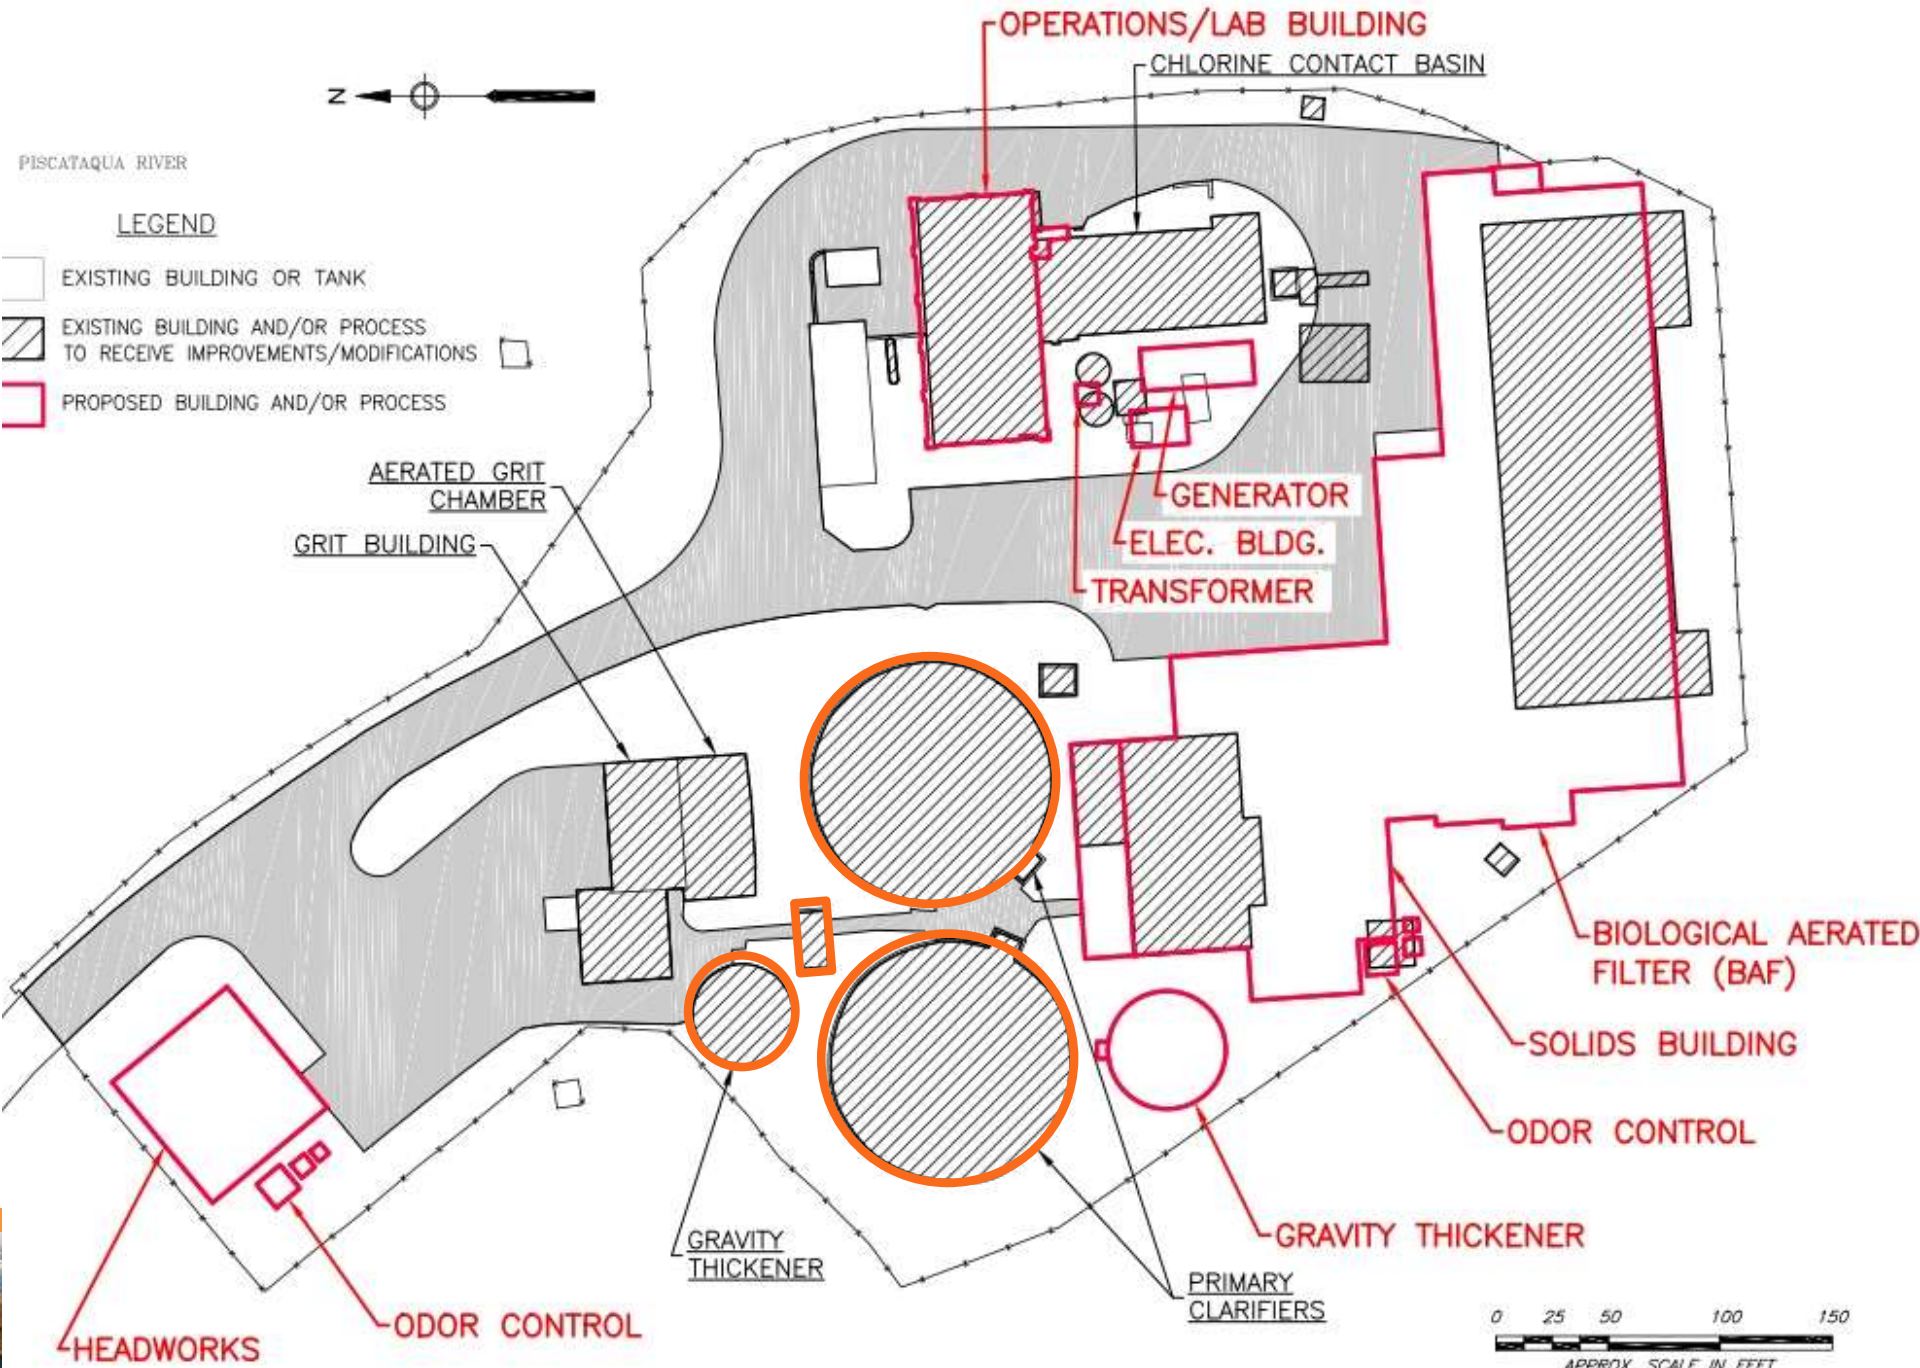 OPERATIONS/LAB BUILDING
CHLORINE CONTACT BASIN
N
PISCATAQUA RIVER
LEGEND
EXISTING BUILDING OR TANK
EXISTING BUILDING AND/OR PROCESS
TO RECEIVE IMPROVEMENTS/MODIFICATIONS
PROPOSED BUILDING AND/OR PROCESS
AERATED GRIT
CHAMBER
GRIT BUILDING
GENERATOR
ELEC. BLDG.
TRANSFORMER
BIOLOGICAL AERATED
FILTER (BAF)
SOLIDS BUILDING
ODOR CONTROL
GRAVITY THICKENER
GRAVITY
THICKENER
PRIMARY
CLARIFIERS
ODOR CONTROL
HEADWORKS
0 25 50 100 150
APPROX. SCALE IN FEET